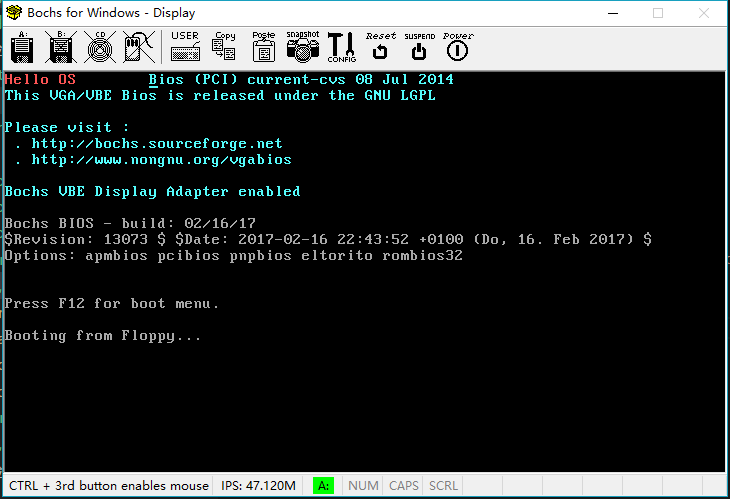 Bochs for Windows - Display
A: B: CD USER Copy Paste snapshot CONFIG Reset SUSPEND Power
Hello OS Bios (PCI) current-cvs 08 Jul 2014
This VGA/VBE Bios is released under the GNU LGPL
Please visit :
. http://bochs.sourceforge.net
. http://www.nongnu.org/vgabios
Bochs VBE Display Adapter enabled
Bochs BIOS - build: 02/16/17
$Revision: 13073 $ $Date: 2017-02-16 22:43:52 +0100 (Do, 16. Feb 2017) $
Options: apmbios pcibios pnpbios eltorito rombios32
Press F12 for boot menu.
Booting from Floppy...
CTRL + 3rd button enables mouse IPS: 47.120M A: NUM CAPS SCRL